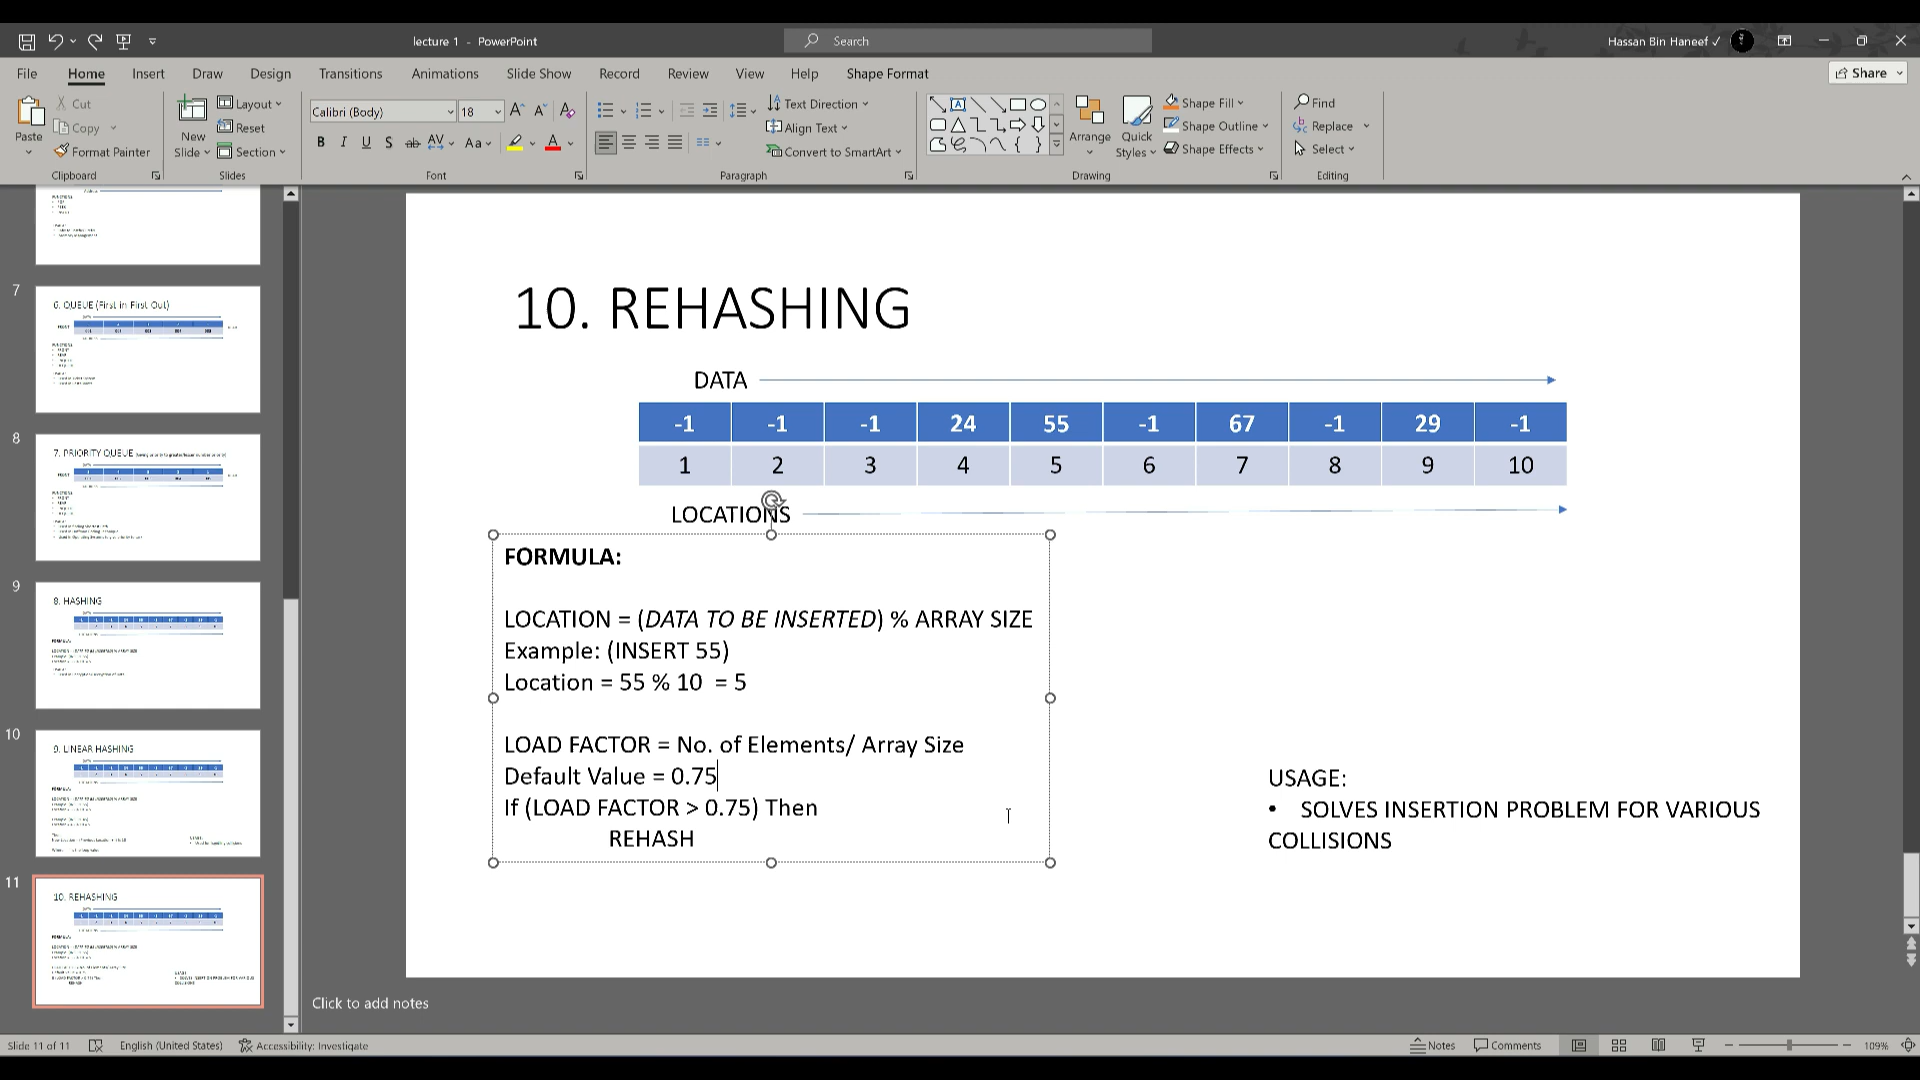 lecture 1 - PowerPoint
Search
Hassan Bin Haneef ✓
File Home Insert Draw Design Transitions Animations Slide Show Record Review View Help Shape Format
Share
Paste
Cut
Copy
Format Painter
Clipboard
New Slide
Layout
Reset
Section
Slides
Calibri (Body) 18
Font
Text Direction
Align Text
Convert to SmartArt
Paragraph
Arrange
Quick Styles
Shape Fill
Shape Outline
Shape Effects
Drawing
Find
Replace
Select
Editing
7
6. QUEUE (First in First Out)
8
7. PRIORITY QUEUE
9
8. HASHING
10
9. LINEAR HASHING
11
10. REHASHING
10. REHASHING
DATA
-1 -1 -1 24 55 -1 67 -1 29 -1
1 2 3 4 5 6 7 8 9 10
LOCATIONS
FORMULA:
LOCATION = (DATA TO BE INSERTED) % ARRAY SIZE
Example: (INSERT 55)
Location = 55 % 10 = 5
LOAD FACTOR = No. of Elements/ Array Size
Default Value = 0.75
If (LOAD FACTOR > 0.75) Then
REHASH
USAGE:
• SOLVES INSERTION PROBLEM FOR VARIOUS
COLLISIONS
Click to add notes
Slide 11 of 11 English (United States) Accessibility: Investigate
Notes Comments 109%